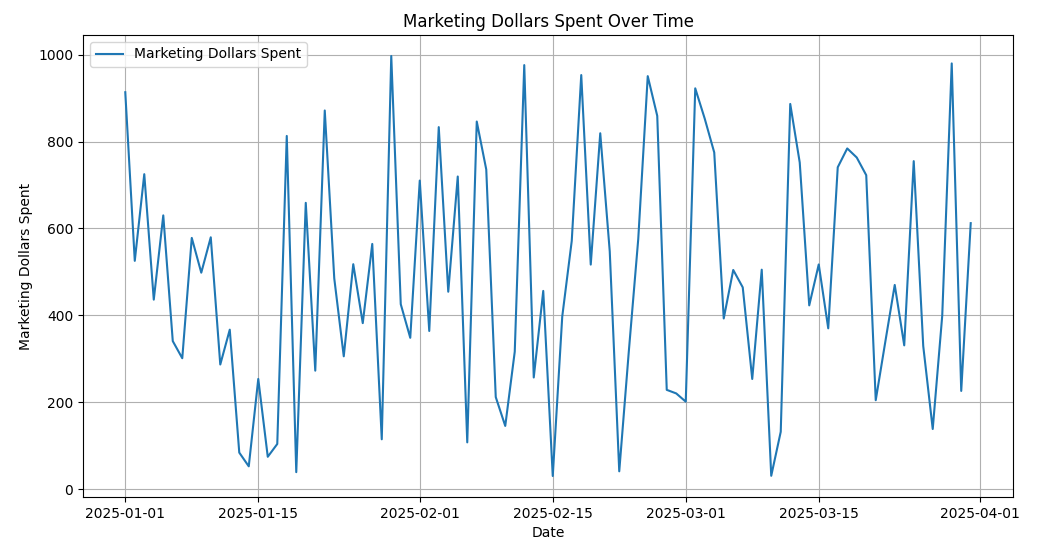 Marketing Dollars Spent Over Time
Marketing Dollars Spent
1000
800
600
400
200
0
Marketing Dollars Spent
2025-01-01 2025-01-15 2025-02-01 2025-02-15 2025-03-01 2025-03-15 2025-04-01
Date